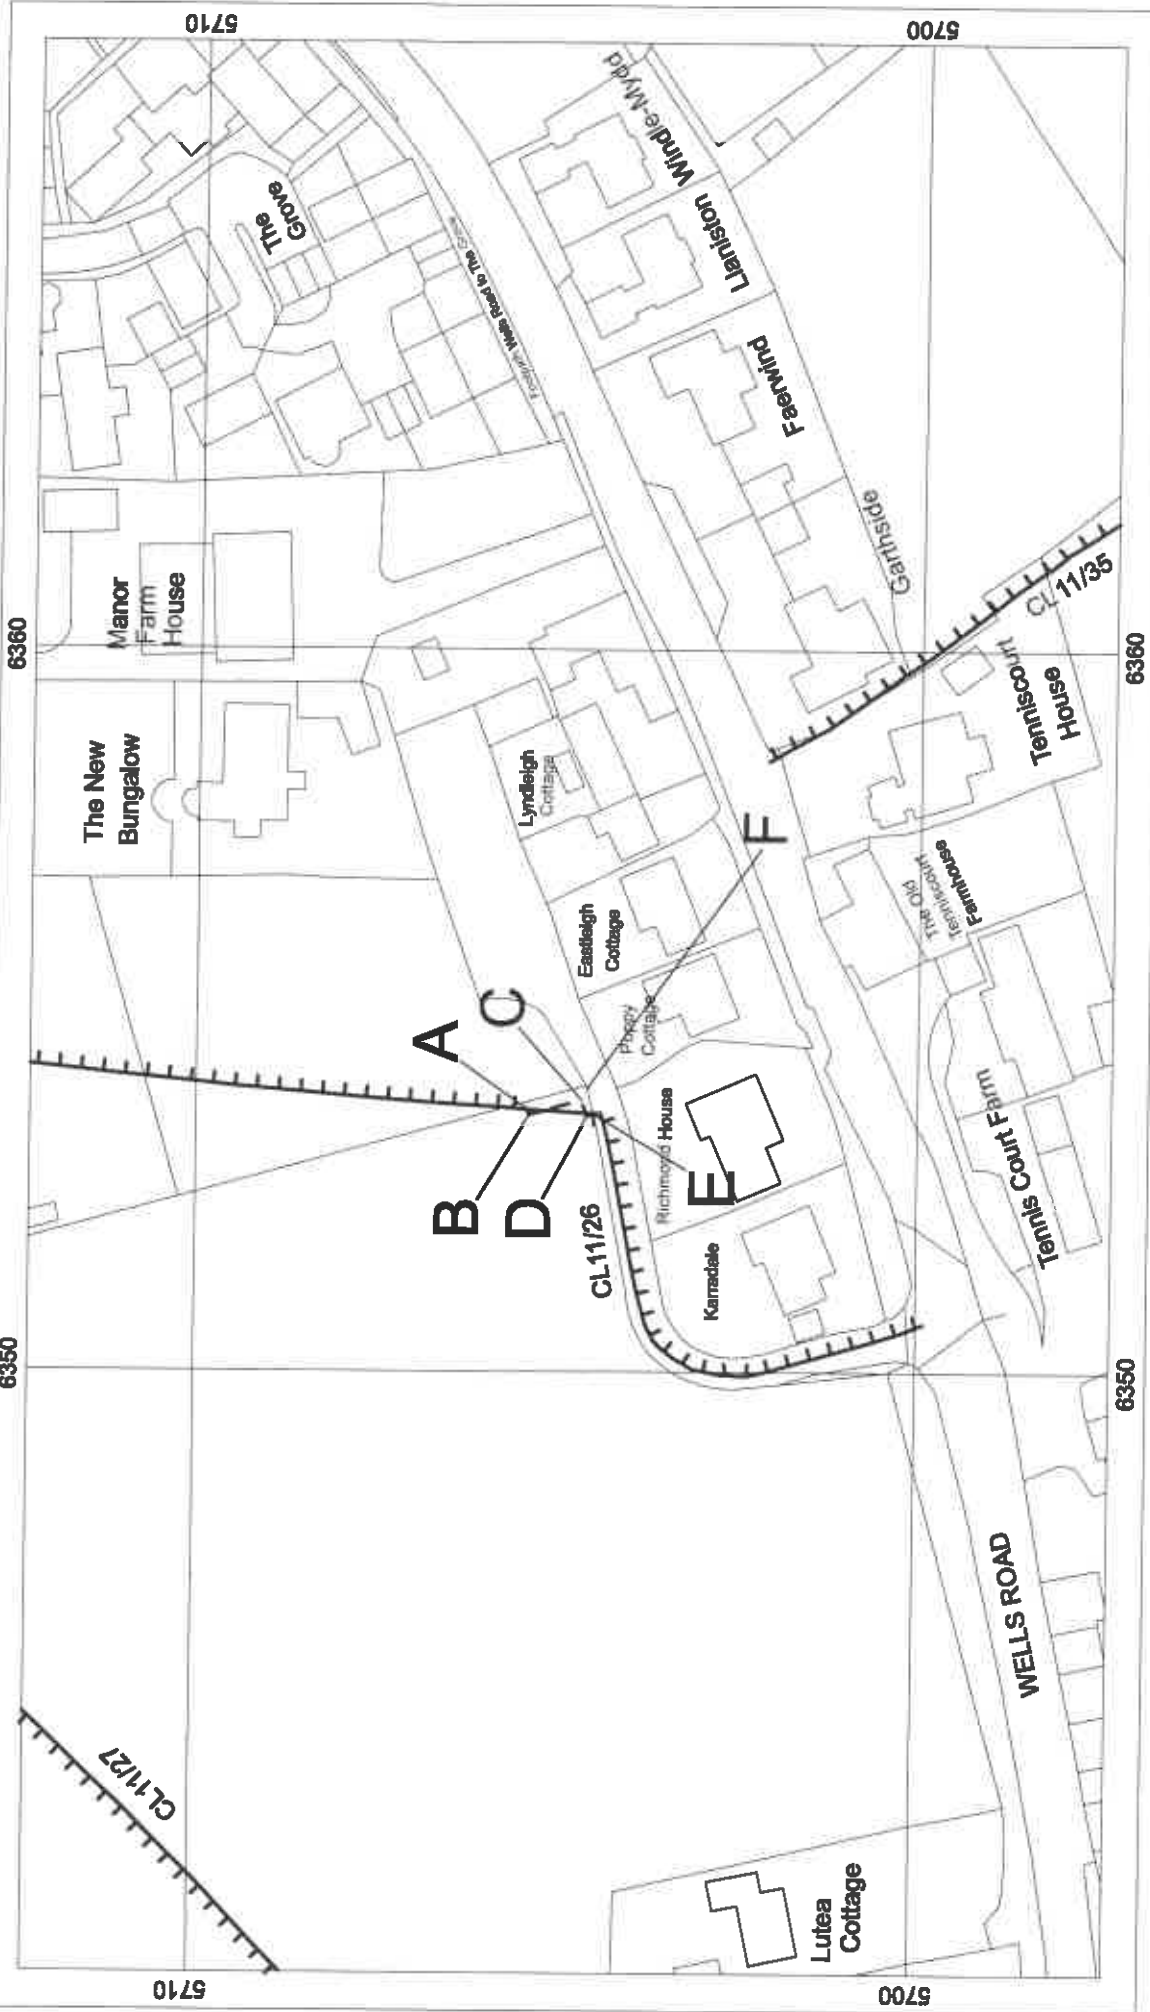 5710
5700
6360
6360
6350
6350
5710
5700
The
Grove
Windle-Mydd
Llaniston
Faerwind
Garthside
Footpath Wells Road to The Grove
Manor
Farm
House
The New
Bungalow
Lyndleigh
Cottage
Eastleigh
Cottage
Poppy
Cottage
Richmond House
Karradale
CL 11/35
Tenniscourt
House
The Old
Tenniscourt
Farmhouse
Tennis Court Farm
A
B
C
D
E
F
CL11/26
CL11/27
WELLS ROAD
Lutea
Cottage